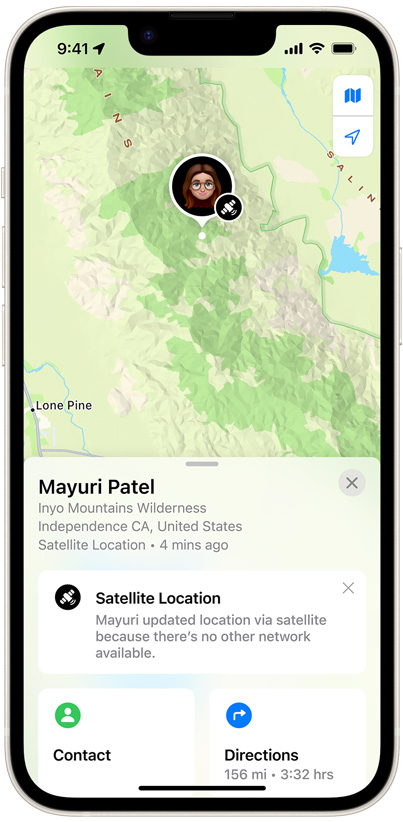 9:41
AINS
SALIN
Lone Pine
Mayuri Patel
Inyo Mountains Wilderness
Independence CA, United States
Satellite Location • 4 mins ago
Satellite Location
Mayuri updated location via satellite
because there's no other network
available.
Contact
Directions
156 mi • 3:32 hrs